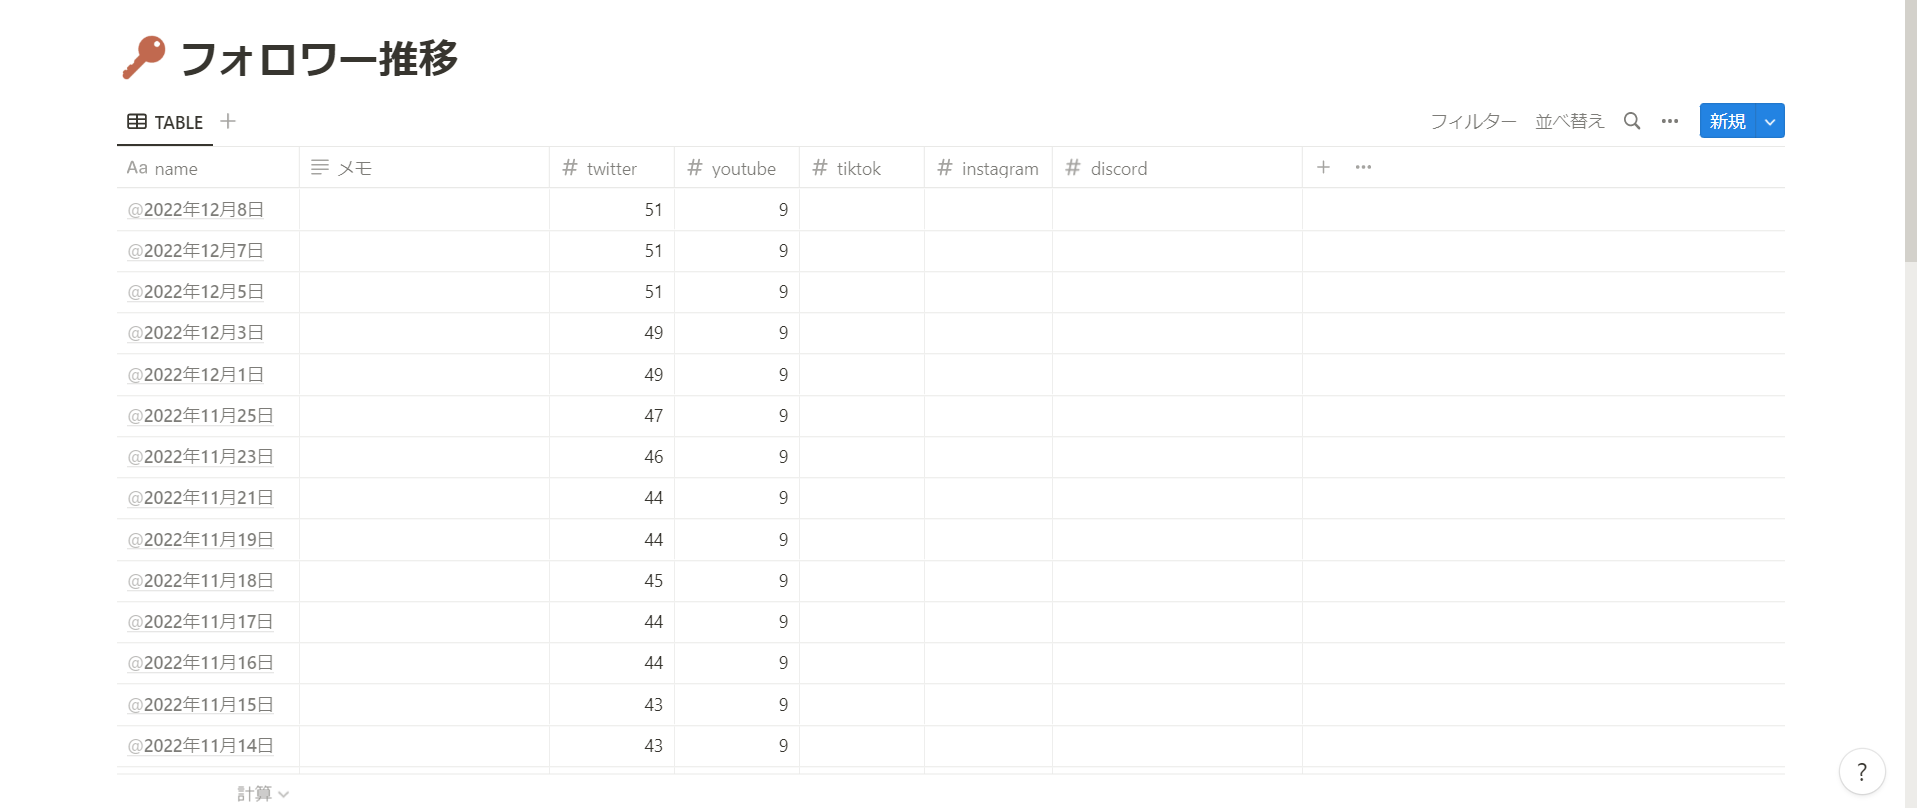 フォロワー推移
TABLE
フィルター 並べ替え 新規
Aa name メモ # twitter # youtube # tiktok # instagram # discord
@2022年12月8日 51 9
@2022年12月7日 51 9
@2022年12月5日 51 9
@2022年12月3日 49 9
@2022年12月1日 49 9
@2022年11月25日 47 9
@2022年11月23日 46 9
@2022年11月21日 44 9
@2022年11月19日 44 9
@2022年11月18日 45 9
@2022年11月17日 44 9
@2022年11月16日 44 9
@2022年11月15日 43 9
@2022年11月14日 43 9
計算
?